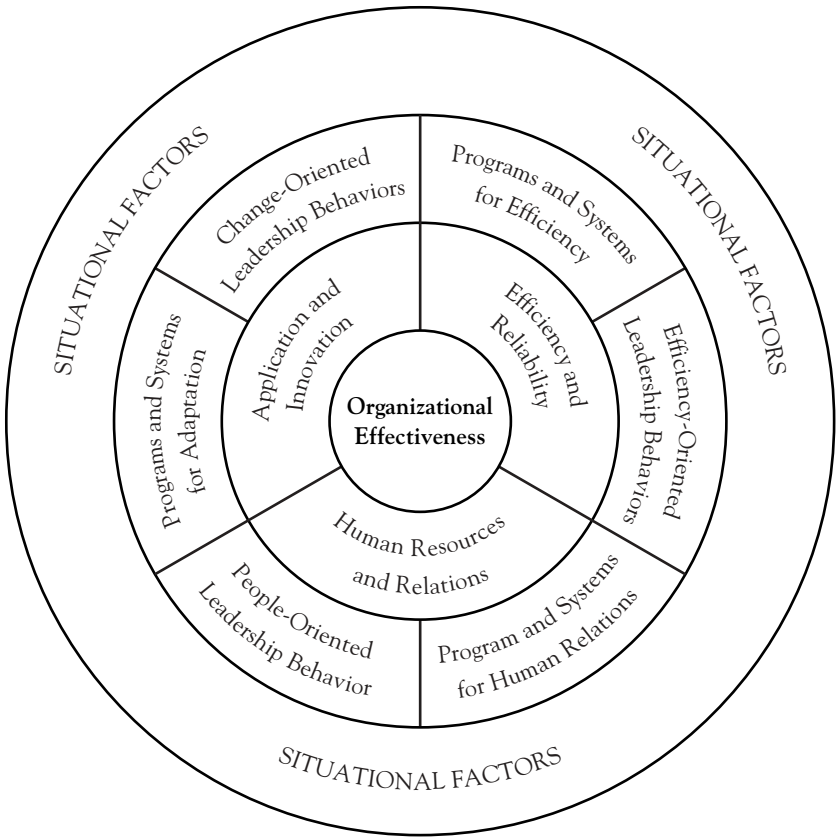 SITUATIONAL FACTORS
SITUATIONAL FACTORS
Change-Oriented
Leadership Behaviors
Programs and Systems
for Efficiency
Application and
Innovation
Efficiency and
Reliability
Programs and Systems
for Adaptation
Efficiency-Oriented
Leadership Behaviors
Organizational
Effectiveness
Human Resources
and Relations
People-Oriented
Leadership Behavior
Program and Systems
for Human Relations
SITUATIONAL FACTORS